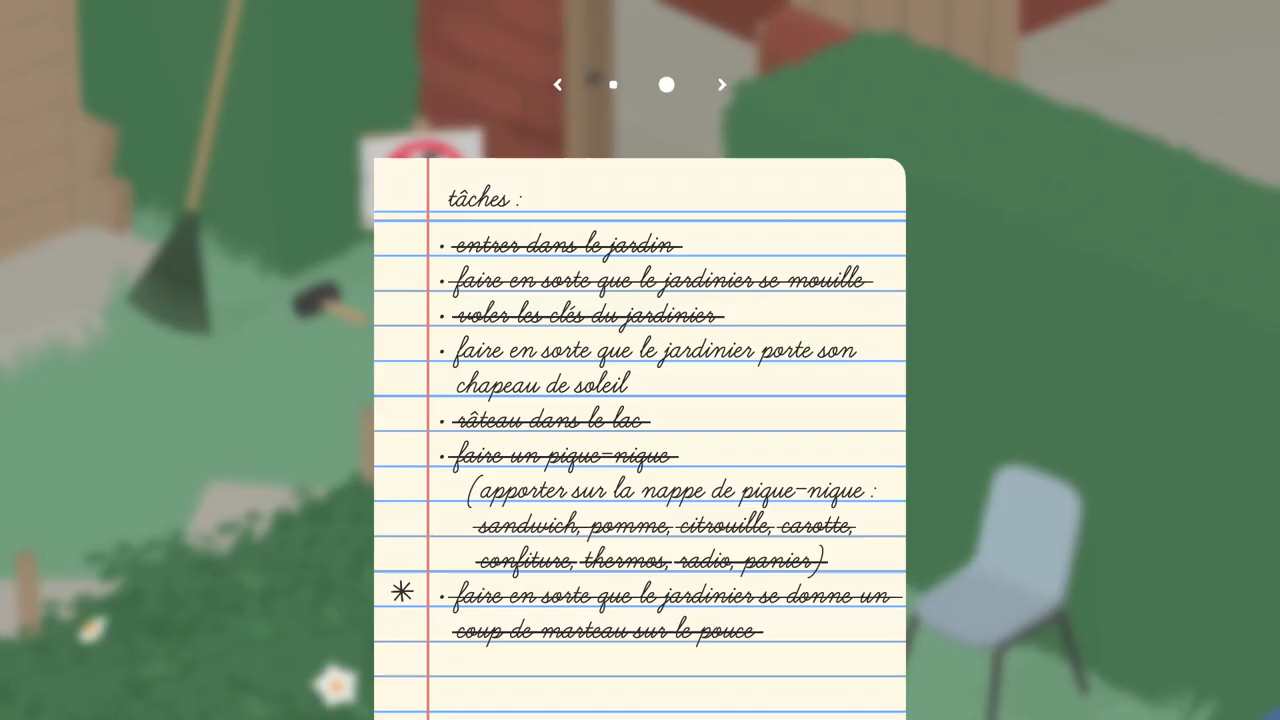 tâches :
• entrer dans le jardin
• faire en sorte que le jardinier se mouille
• voler les clés du jardinier
• faire en sorte que le jardinier porte son
chapeau de soleil
• râteau dans le lac
• faire un pique-nique
(apporter sur la nappe de pique-nique :
sandwich, pomme, citrouille, carotte,
confiture, thermos, radio, panier)
• faire en sorte que le jardinier se donne un
coup de marteau sur le pouce